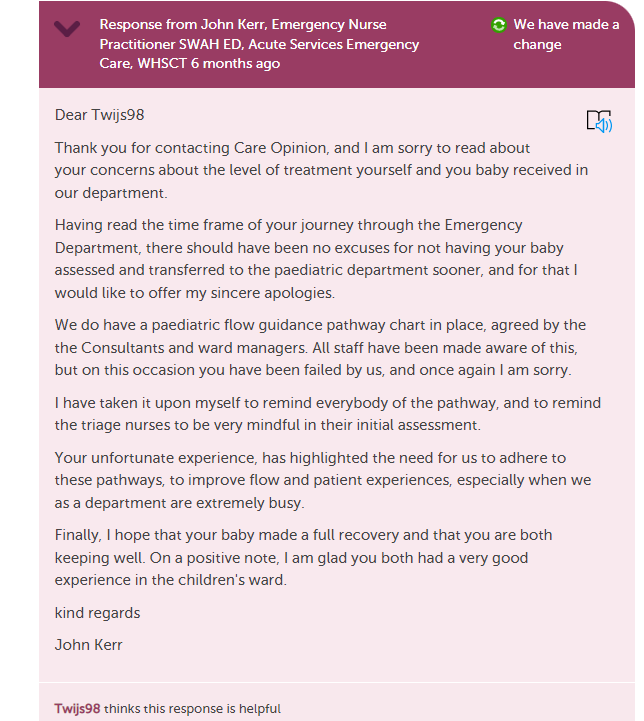 Response from John Kerr, Emergency Nurse
Practitioner SWAH ED, Acute Services Emergency
Care, WHSCT 6 months ago
We have made a
change
Dear Twijs98
Thank you for contacting Care Opinion, and I am sorry to read about
your concerns about the level of treatment yourself and you baby received in
our department.
Having read the time frame of your journey through the Emergency
Department, there should have been no excuses for not having your baby
assessed and transferred to the paediatric department sooner, and for that I
would like to offer my sincere apologies.
We do have a paediatric flow guidance pathway chart in place, agreed by the
the Consultants and ward managers. All staff have been made aware of this,
but on this occasion you have been failed by us, and once again I am sorry.
I have taken it upon myself to remind everybody of the pathway, and to remind
the triage nurses to be very mindful in their initial assessment.
Your unfortunate experience, has highlighted the need for us to adhere to
these pathways, to improve flow and patient experiences, especially when we
as a department are extremely busy.
Finally, I hope that your baby made a full recovery and that you are both
keeping well. On a positive note, I am glad you both had a very good
experience in the children's ward.
kind regards
John Kerr
Twijs98 thinks this response is helpful